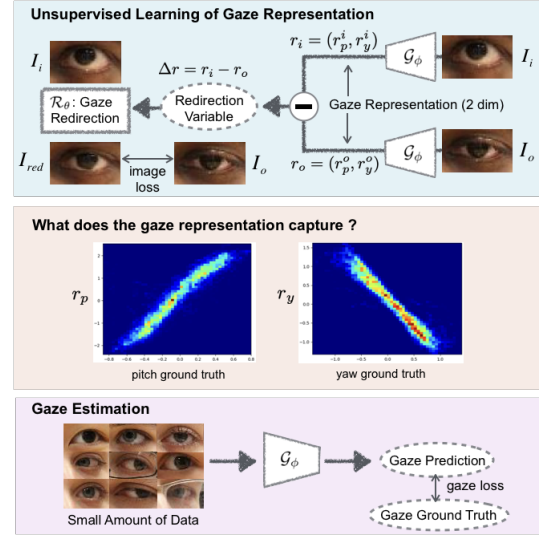 Unsupervised Learning of Gaze Representation
I_i
Δr = r_i − r_o
r_i = (r_p^i, r_y^i)
G_ϕ
I_i
R_θ: Gaze
Redirection
Redirection
Variable
Gaze Representation (2 dim)
I_red
image
loss
I_o
r_o = (r_p^o, r_y^o)
G_ϕ
I_o
What does the gaze representation capture ?
r_p
r_y
pitch ground truth
yaw ground truth
Gaze Estimation
G_ϕ
Gaze Prediction
gaze loss
Gaze Ground Truth
Small Amount of Data